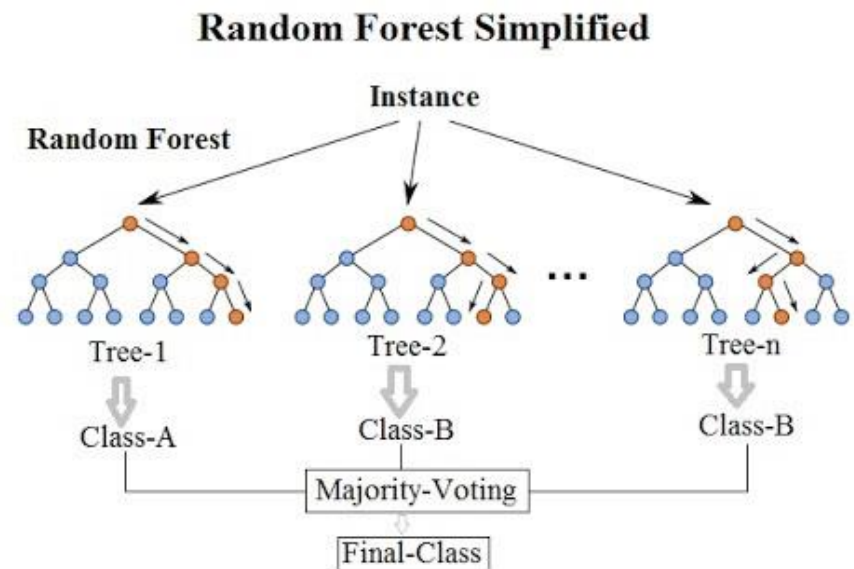 Random Forest Simplified
Instance
Random Forest
...
Tree-1
Tree-2
Tree-n
Class-A
Class-B
Class-B
Majority-Voting
Final-Class